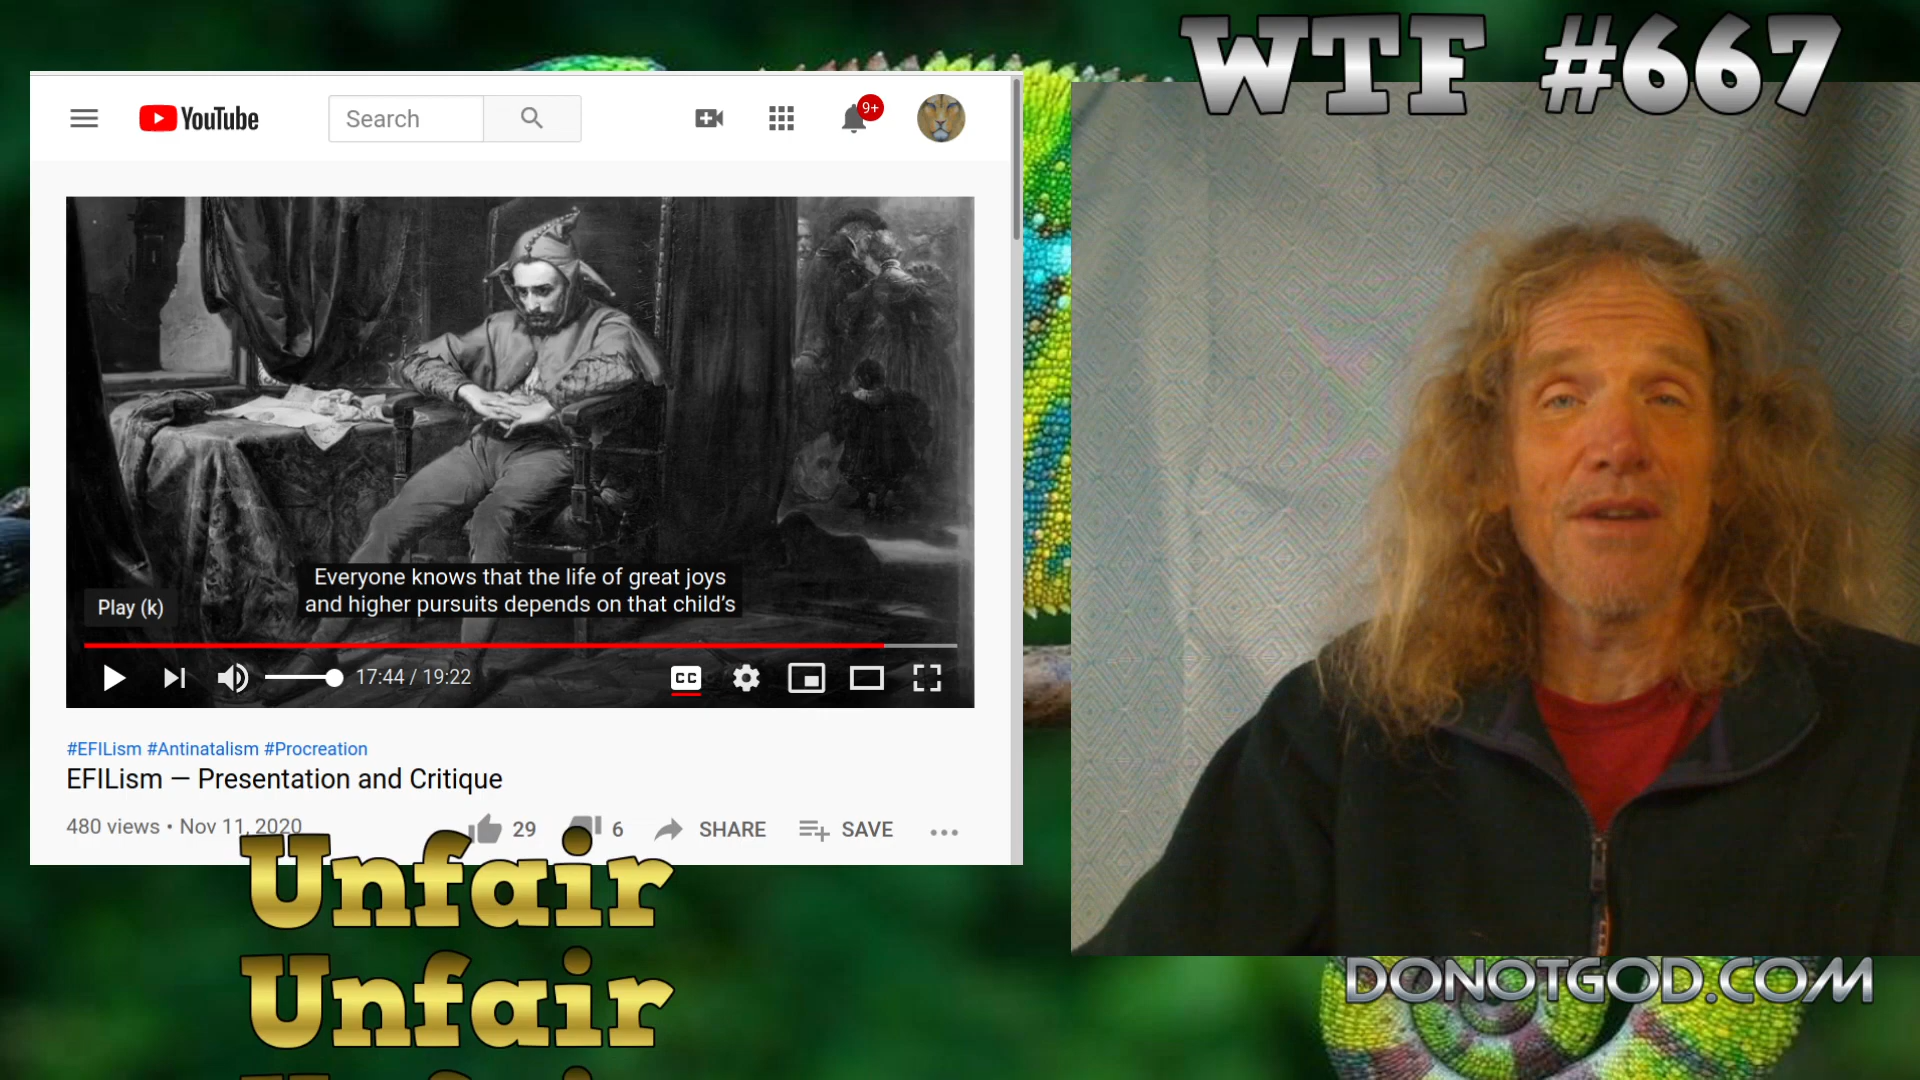 WTF #667
YouTube
Search
9+
Everyone knows that the life of great joys
and higher pursuits depends on that child’s
Play (k)
17:44 / 19:22
CC
#EFILism #Antinatalism #Procreation
EFILism — Presentation and Critique
480 views • Nov 11, 2020
29
6
SHARE
SAVE
Unfair
Unfair
DONOTGOD.COM